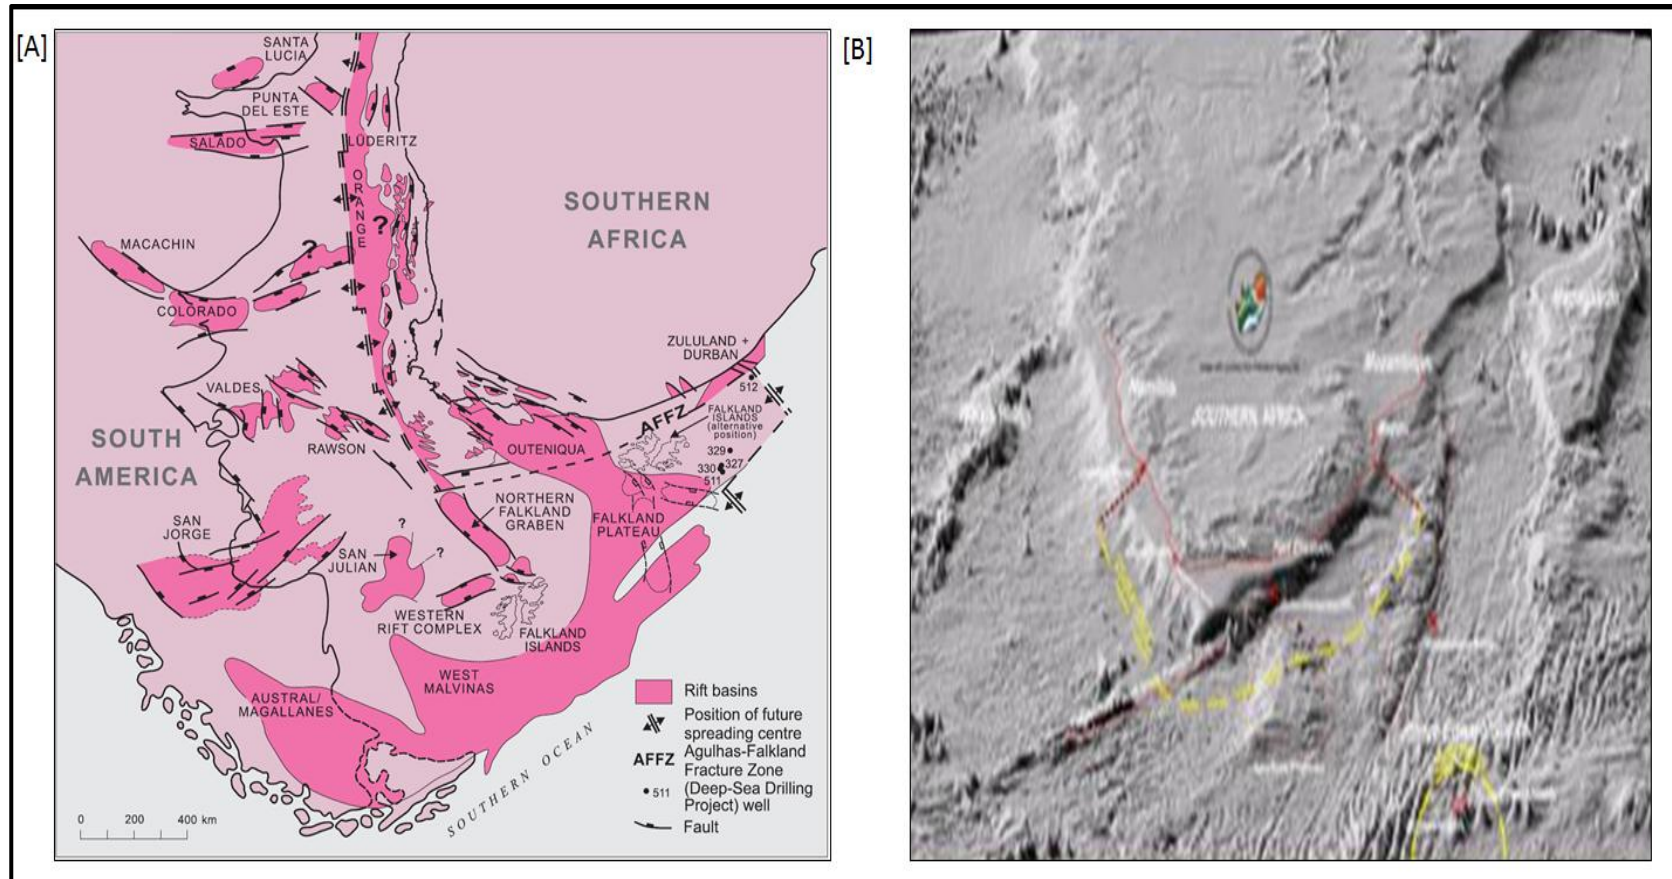 [A]
[B]
SANTA
LUCIA
PUNTA
DEL ESTE
SALADO
LÜDERITZ
ORANGE
?
SOUTHERN
AFRICA
MACACHIN
?
COLORADO
ZULULAND +
DURBAN
512
VALDES
AFFZ
FALKLAND
ISLANDS
(alternative
position)
SOUTH
AMERICA
RAWSON
OUTENIQUA
329
330
327
511
NORTHERN
FALKLAND
GRABEN
FALKLAND
PLATEAU
SAN
JORGE
?
SAN
JULIAN
?
WESTERN
RIFT COMPLEX
FALKLAND
ISLANDS
WEST
MALVINAS
AUSTRAL/
MAGALLANES
SOUTHERN OCEAN
Rift basins
Position of future
spreading centre
AFFZ Agulhas-Falkland
Fracture Zone
• 511 (Deep-Sea Drilling
Project) well
Fault
0 200 400 km
SOUTHERN AFRICA